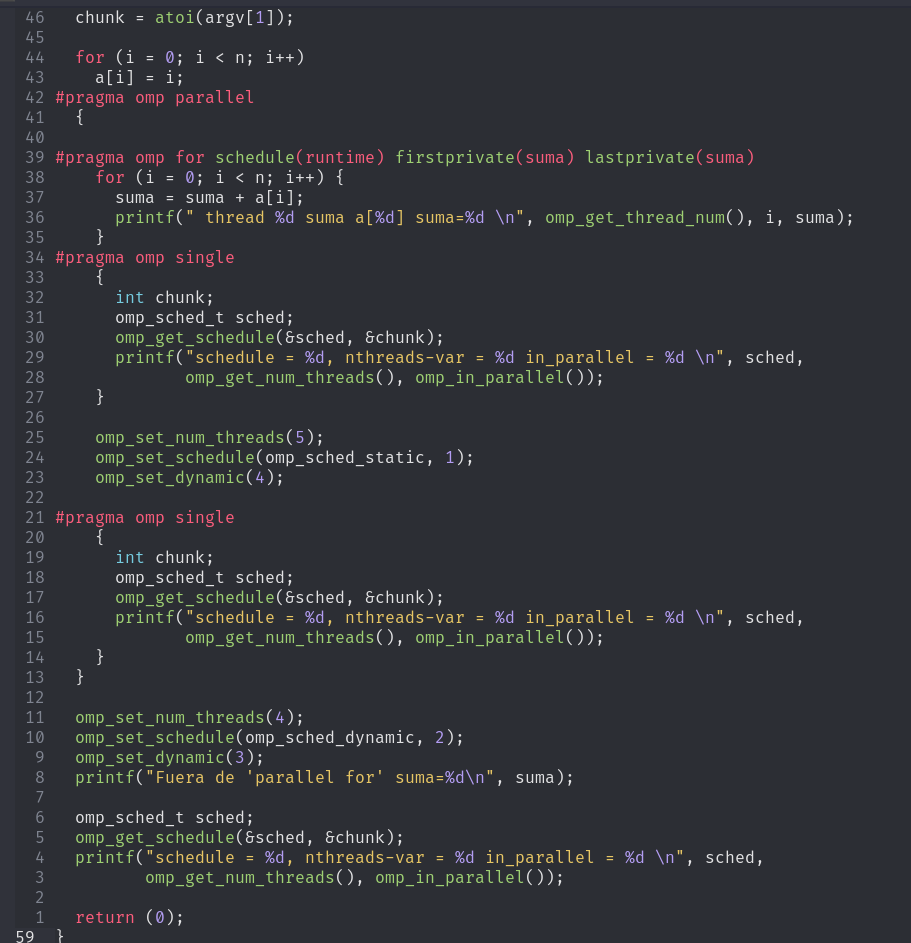 46   chunk = atoi(argv[1]);
45
44   for (i = 0; i < n; i++)
43     a[i] = i;
42 #pragma omp parallel
41   {
40
39 #pragma omp for schedule(runtime) firstprivate(suma) lastprivate(suma)
38     for (i = 0; i < n; i++) {
37       suma = suma + a[i];
36       printf(" thread %d suma a[%d] suma=%d \n", omp_get_thread_num(), i, suma);
35     }
34 #pragma omp single
33     {
32       int chunk;
31       omp_sched_t sched;
30       omp_get_schedule(&sched, &chunk);
29       printf("schedule = %d, nthreads-var = %d in_parallel = %d \n", sched,
28              omp_get_num_threads(), omp_in_parallel());
27     }
26
25     omp_set_num_threads(5);
24     omp_set_schedule(omp_sched_static, 1);
23     omp_set_dynamic(4);
22
21 #pragma omp single
20     {
19       int chunk;
18       omp_sched_t sched;
17       omp_get_schedule(&sched, &chunk);
16       printf("schedule = %d, nthreads-var = %d in_parallel = %d \n", sched,
15              omp_get_num_threads(), omp_in_parallel());
14     }
13   }
12
11   omp_set_num_threads(4);
10   omp_set_schedule(omp_sched_dynamic, 2);
9   omp_set_dynamic(3);
8   printf("Fuera de 'parallel for' suma=%d\n", suma);
7
6   omp_sched_t sched;
5   omp_get_schedule(&sched, &chunk);
4   printf("schedule = %d, nthreads-var = %d in_parallel = %d \n", sched,
3          omp_get_num_threads(), omp_in_parallel());
2
1   return (0);
59 }